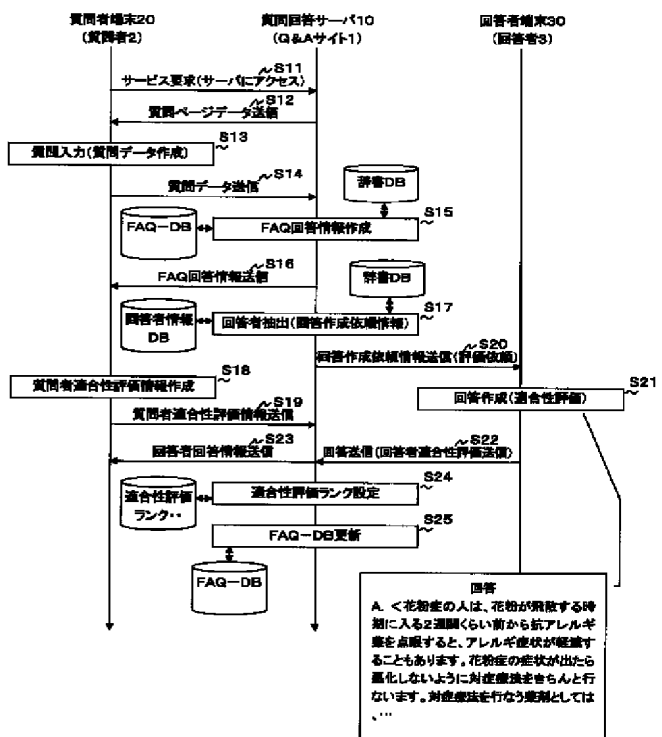 質問者端末20
(質問者2)
質問回答サーバ10
(Q&Aサイト1)
回答者端末30
(回答者3)
S11
サービス要求(サーバにアクセス)
S12
質問ページデータ送信
S13
質問入力(質問データ作成)
S14
質問データ送信
辞書DB
S15
FAQ-DB
FAQ回答情報作成
S16
FAQ回答情報送信
辞書DB
S17
回答者情報
DB
回答者抽出(回答作成依頼情報)
S20
回答作成依頼情報送信(評価依頼)
S18
質問者適合性評価情報作成
S21
回答作成(適合性評価)
S19
質問者適合性評価情報送信
S23
回答者回答情報送信
S22
回答送信(回答者適合性評価送信)
S24
適合性評価
ランク‥
適合性評価ランク設定
S25
FAQ-DB更新
FAQ-DB
回答
A. <花粉症の人は、花粉が飛散する時
期に入る2週間くらい前から抗アレルギ
薬を点眼すると、アレルギ症状が軽減す
ることもあります。花粉症の症状が出たら
悪化しないように対症療法をきちんと行
ないます。対症療法を行なう薬剤としては
、…